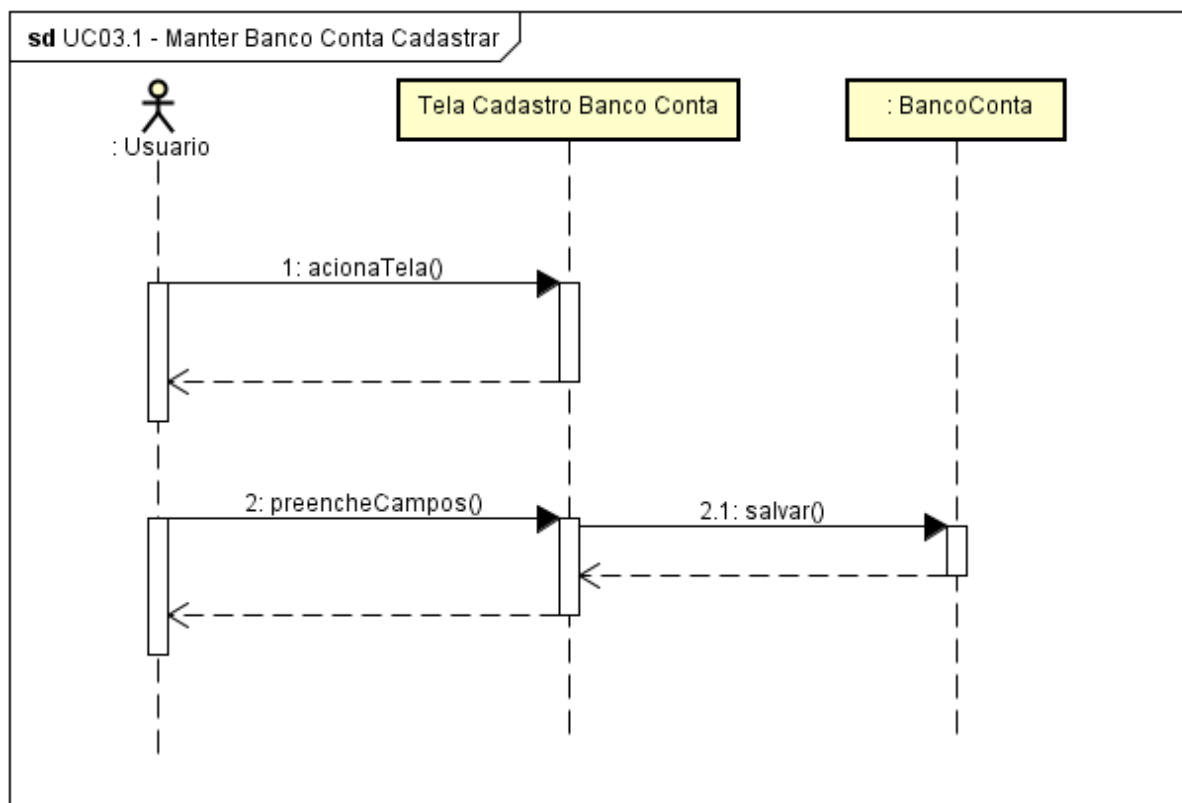 sd UC03.1 - Manter Banco Conta Cadastrar
: Usuario
Tela Cadastro Banco Conta
: BancoConta
1: acionaTela()
2: preencheCampos()
2.1: salvar()